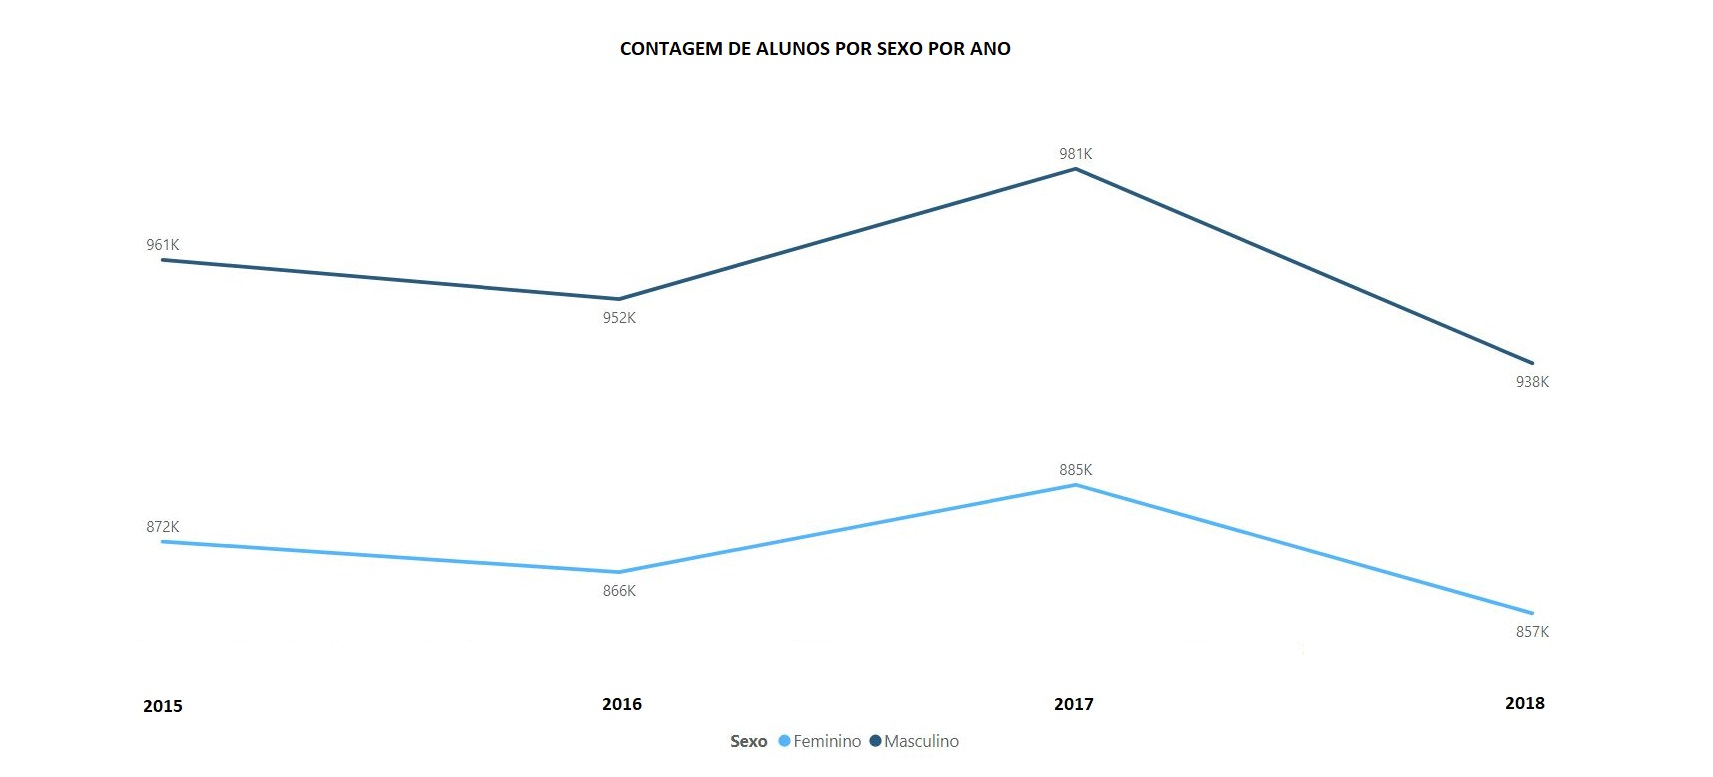 CONTAGEM DE ALUNOS POR SEXO POR ANO
981K
961K
952K
938K
885K
872K
866K
857K
2015 2016 2017 2018
Sexo Feminino Masculino